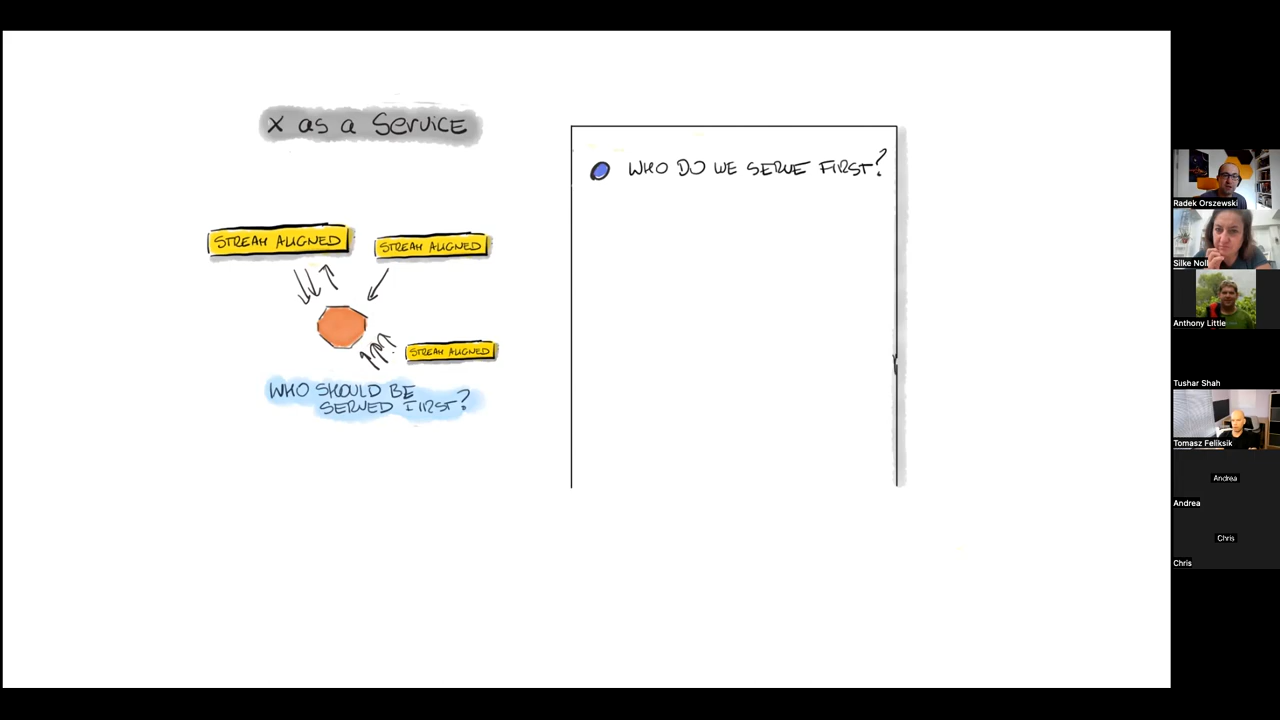 x as a Service
STREAM ALIGNED
STREAM ALIGNED
STREAM ALIGNED
WHO SHOULD BE
SERVED FIRST?
WHO DO WE SERVE FIRST?
Radek Orszewski
Silke Noll
Anthony Little
Tushar Shah
Tomasz Feliksik
Andrea
Andrea
Chris
Chris